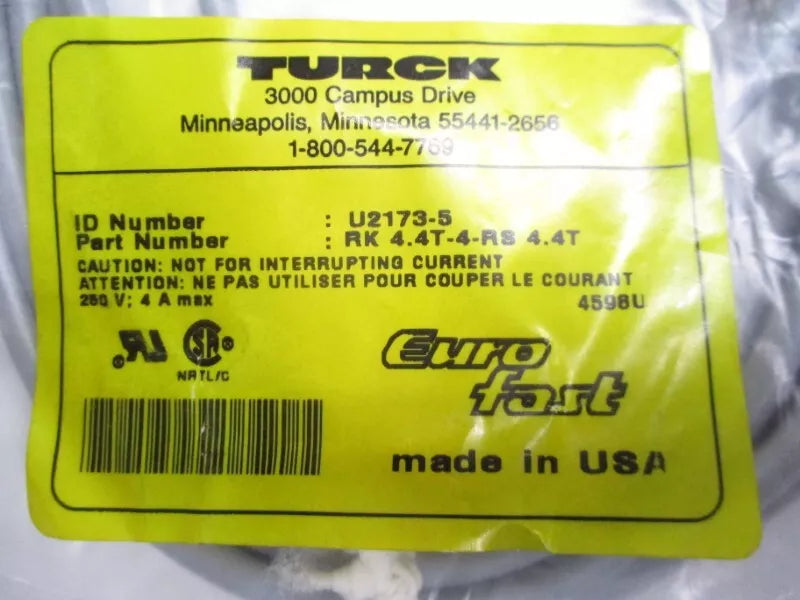 TURCK
3000 Campus Drive
Minneapolis, Minnesota 55441-2656
1-800-544-7769
ID Number : U2173-5
Part Number : RK 4.4T-4-RS 4.4T
CAUTION: NOT FOR INTERRUPTING CURRENT
ATTENTION: NE PAS UTILISER POUR COUPER LE COURANT
250 V; 4 A max 4596U
RU ® SA ®
NRTL/C
Euro
fast
made in USA